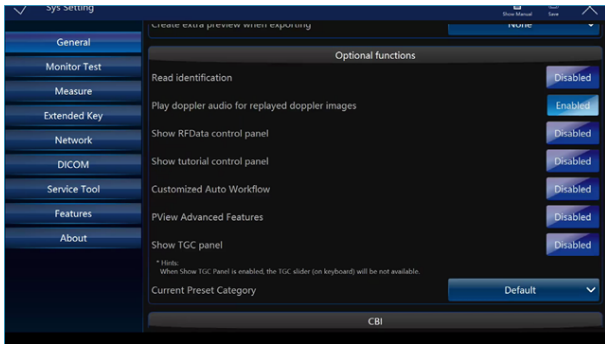 Sys Setting
Show Manual
Save
General
Monitor Test
Measure
Extended Key
Network
DICOM
Service Tool
Features
About
Create extra preview when exporting
None
Optional functions
Read identification
Disabled
Play doppler audio for replayed doppler images
Enabled
Show RFData control panel
Disabled
Show tutorial control panel
Disabled
Customized Auto Workflow
Disabled
PView Advanced Features
Disabled
Show TGC panel
Disabled
* Hints:
When Show TGC Panel is enabled, the TGC slider (on keyboard) will not be available.
Current Preset Category
Default
CBI